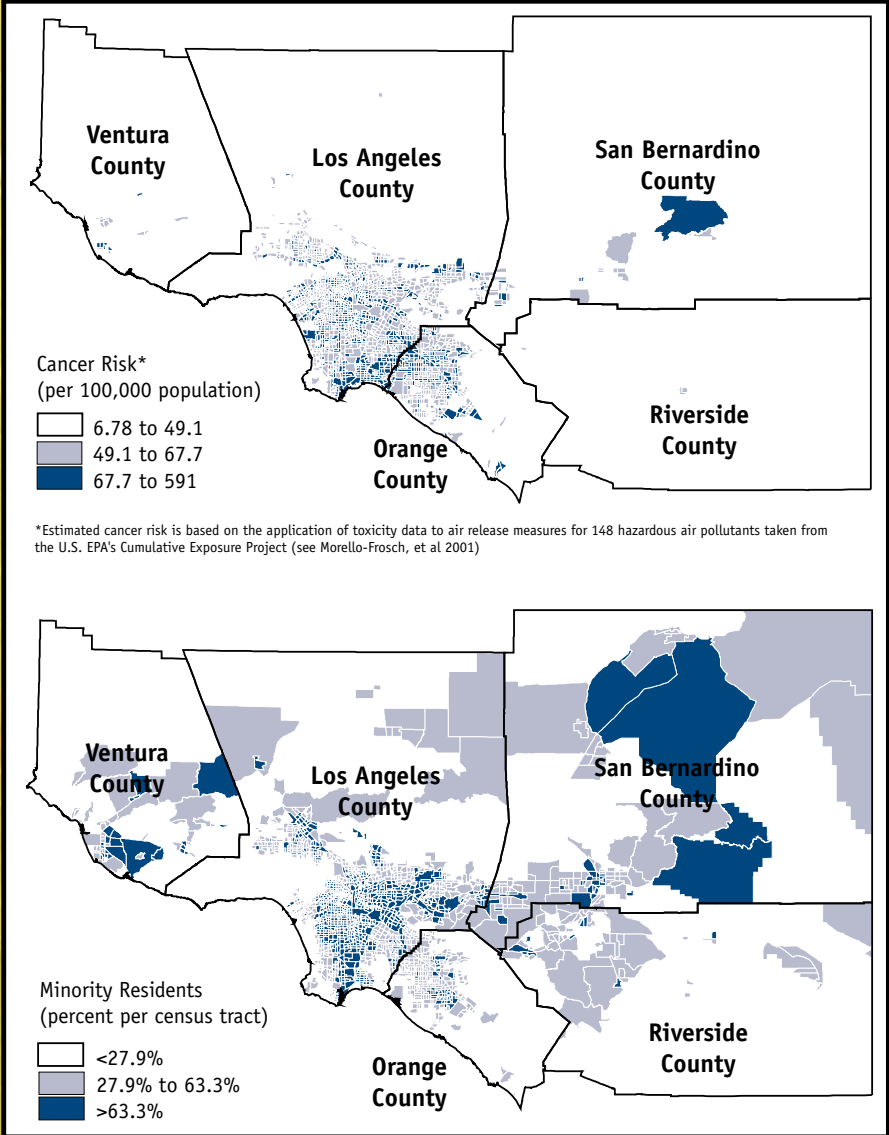 Ventura
County
Los Angeles
County
San Bernardino
County
Cancer Risk*
(per 100,000 population)
6.78 to 49.1
49.1 to 67.7
67.7 to 591
Orange
County
Riverside
County
*Estimated cancer risk is based on the application of toxicity data to air release measures for 148 hazardous air pollutants taken from
the U.S. EPA's Cumulative Exposure Project (see Morello-Frosch, et al 2001)
Ventura
County
Los Angeles
County
San Bernardino
County
Minority Residents
(percent per census tract)
<27.9%
27.9% to 63.3%
>63.3%
Orange
County
Riverside
County